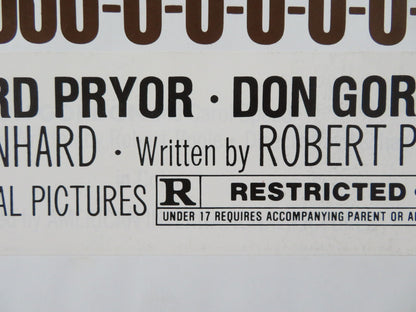 RD PRYOR · DON GOR
NHARD · Written by ROBERT P
AL PICTURES R RESTRICTED
UNDER 17 REQUIRES ACCOMPANYING PARENT OR A